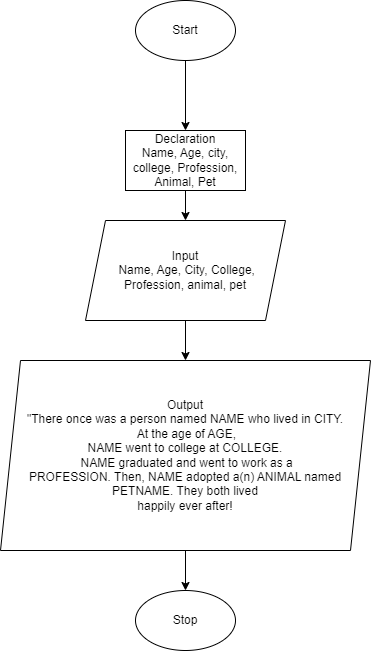 Start
Declaration
Name, Age, city,
college, Profession,
Animal, Pet
Input
Name, Age, City, College,
Profession, animal, pet
Output
"There once was a person named NAME who lived in CITY.
At the age of AGE,
NAME went to college at COLLEGE.
NAME graduated and went to work as a
PROFESSION. Then, NAME adopted a(n) ANIMAL named
PETNAME. They both lived
happily ever after!
Stop